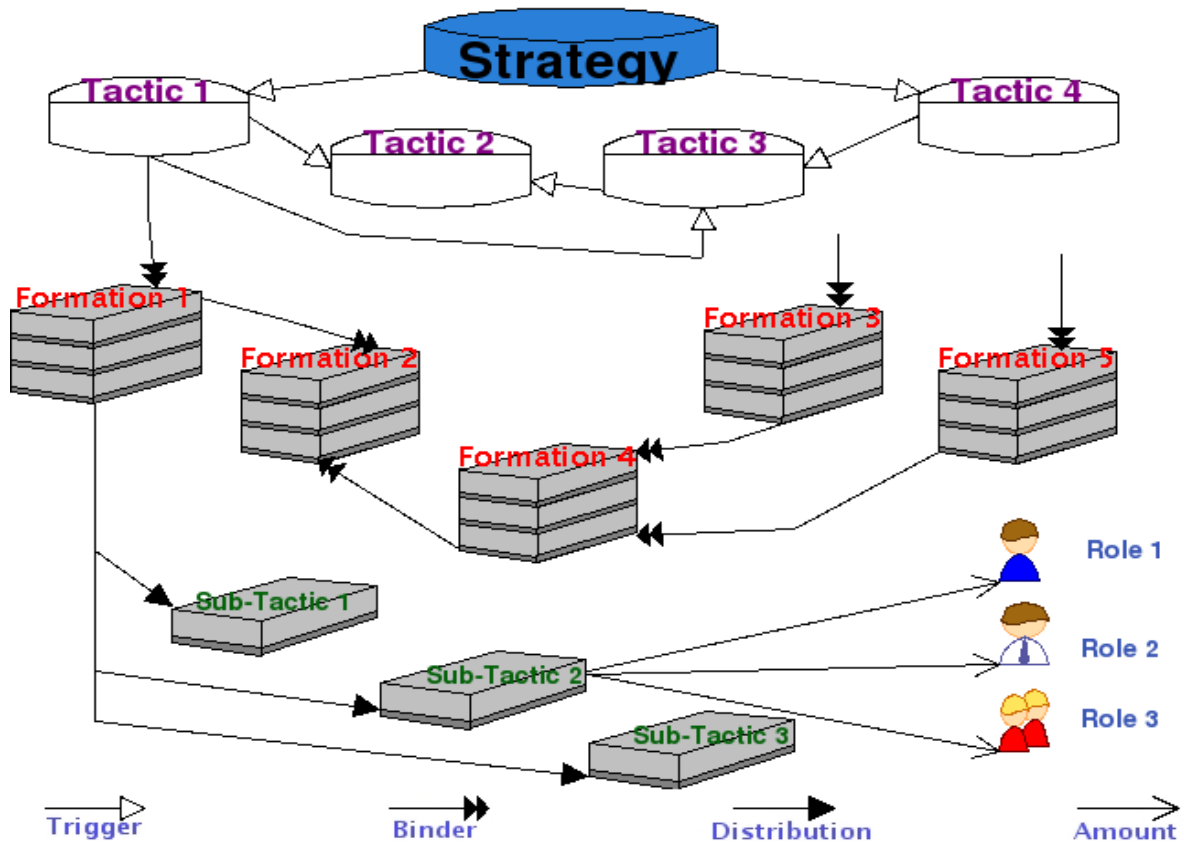 Strategy
Tactic 1
Tactic 4
Tactic 2
Tactic 3
Formation 1
Formation 3
Formation 2
Formation 5
Formation 4
Role 1
Sub-Tactic 1
Role 2
Sub-Tactic 2
Role 3
Sub-Tactic 3
Trigger
Binder
Distribution
Amount